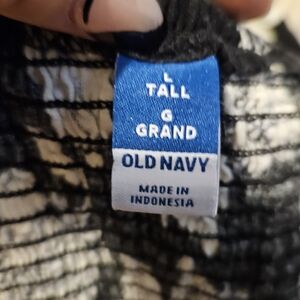 L
TALL
G
GRAND
OLD NAVY
MADE IN
INDONESIA